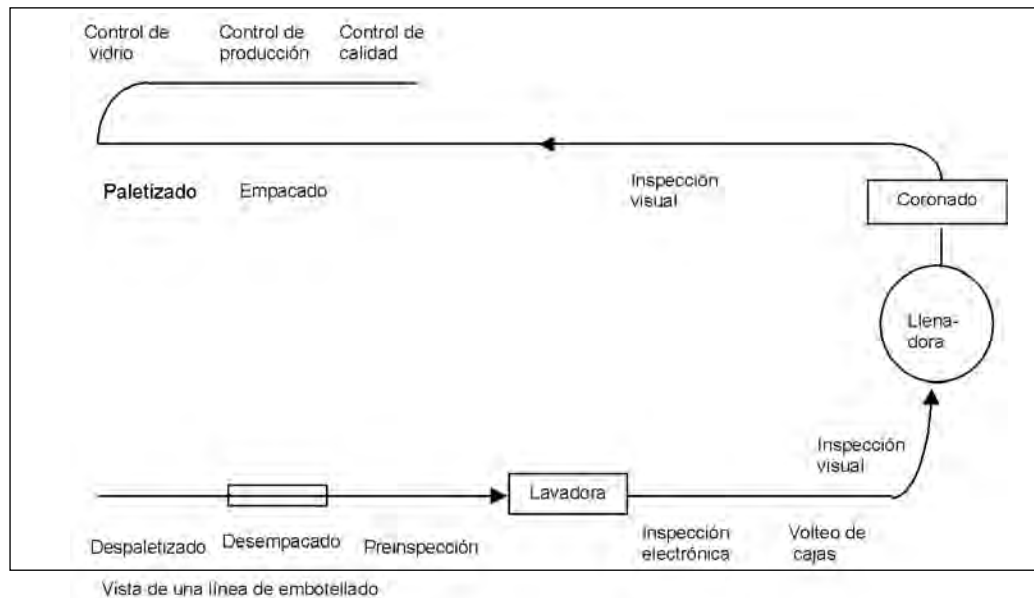 Control de
vidrio
Control de
producción
Control de
calidad
Paletizado
Empacado
Inspección
visual
Coronado
Llena-
dora
Inspección
visual
Lavadora
Despaletizado
Desempacado
Preinspección
Inspección
electrónica
Volteo de
cajas
Vista de una línea de embotellado